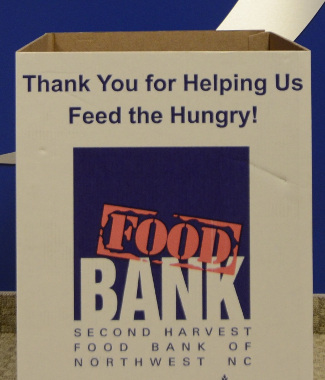 Thank You for Helping Us
Feed the Hungry!
FOOD
BANK
SECOND HARVEST
FOOD BANK OF
NORTHWEST NC